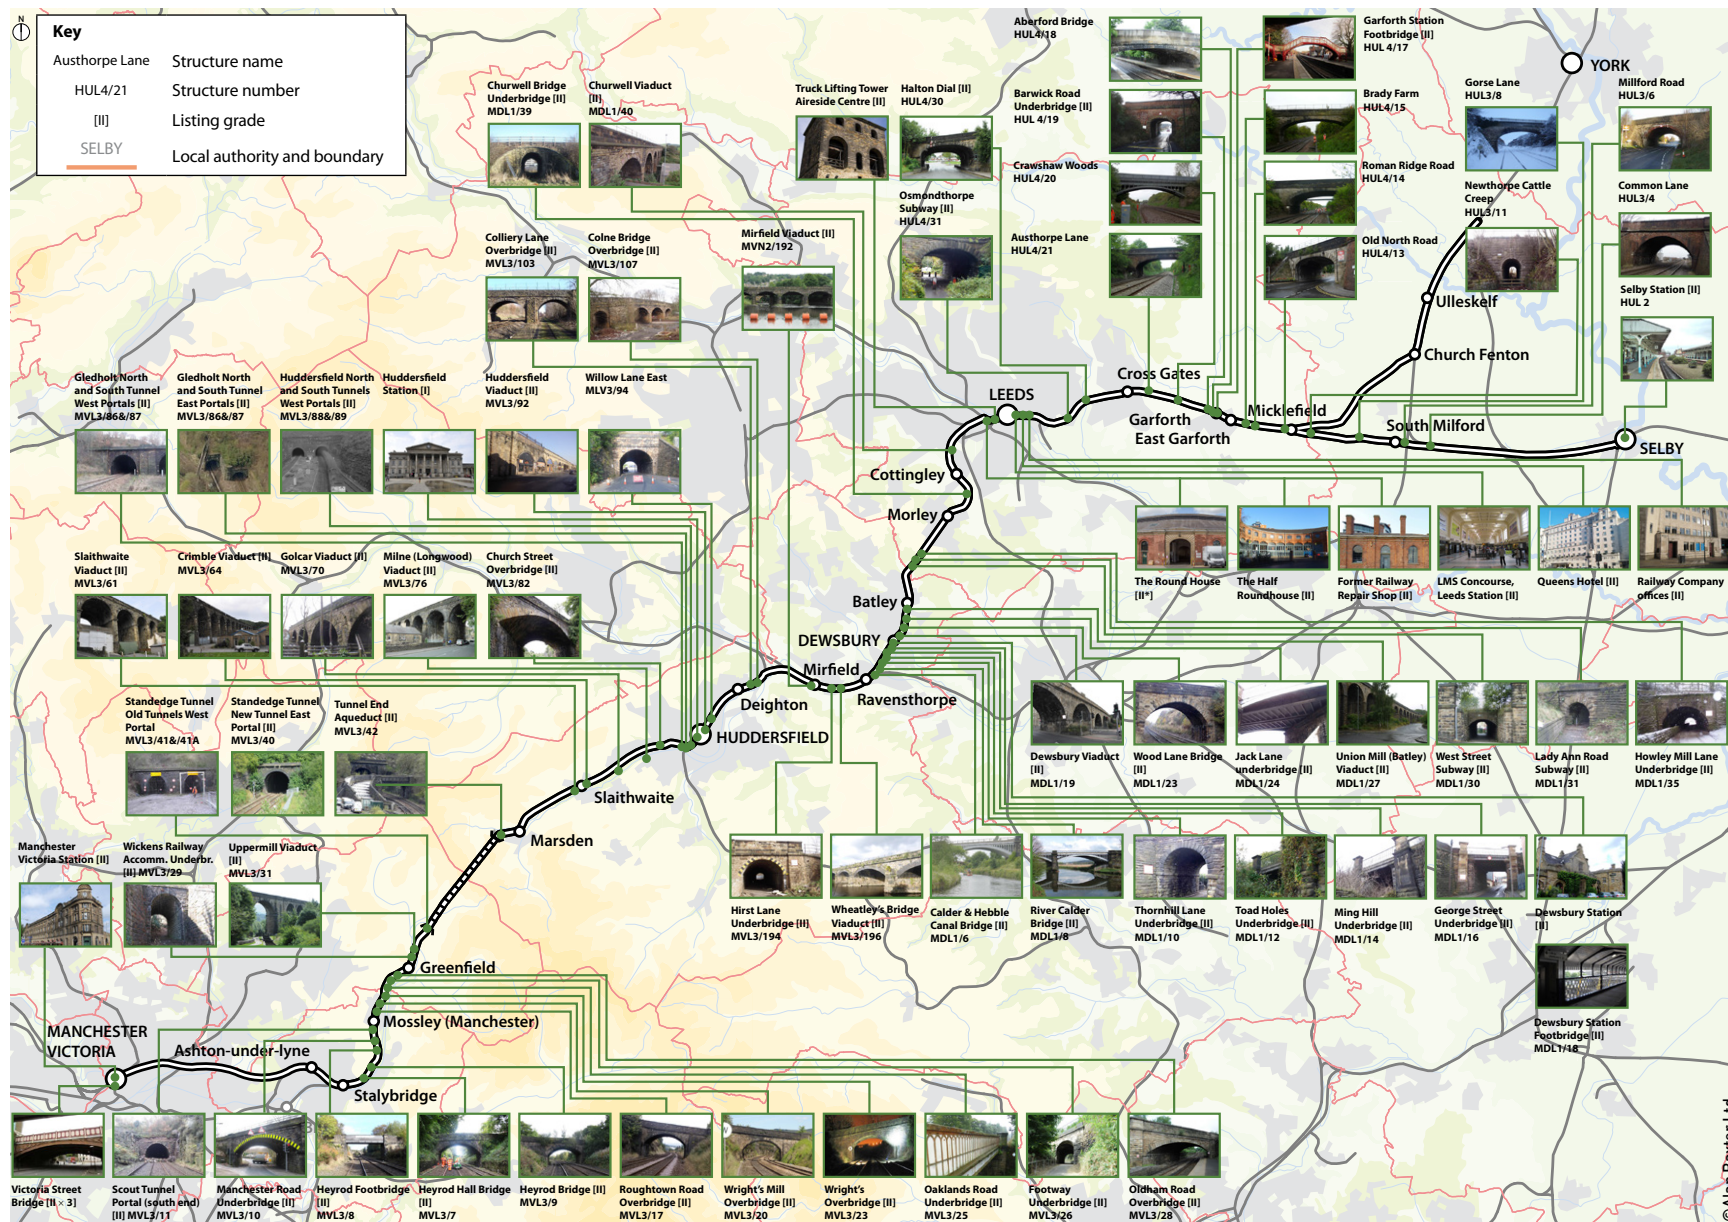 N
Key
Austhorpe Lane Structure name
HUL4/21 Structure number
[II] Listing grade
SELBY Local authority and boundary
Aberford Bridge
HUL4/18
Garforth Station
Footbridge [II]
HUL 4/17
YORK
Churwell Bridge
Underbridge [II]
MDL1/39
Churwell Viaduct
[II]
MDL1/40
Truck Lifting Tower
Aireside Centre [II]
Halton Dial [II]
HUL4/30
Barwick Road
Underbridge [II]
HUL 4/19
Brady Farm
HUL4/15
Gorse Lane
HUL3/8
Millford Road
HUL3/6
Crawshaw Woods
HUL4/20
Roman Ridge Road
HUL4/14
Newthorpe Cattle
Creep
HUL3/11
Common Lane
HUL3/4
Osmondthorpe
Subway [II]
HUL4/31
Colliery Lane
Overbridge [II]
MVL3/103
Colne Bridge
Overbridge [II]
MVL3/107
Mirfield Viaduct [II]
MVN2/192
Austhorpe Lane
HUL4/21
Old North Road
HUL4/13
Selby Station [II]
HUL 2
Ulleskelf
Church Fenton
Gledholt North
and South Tunnel
West Portals [II]
MVL3/86&/87
Gledholt North
and South Tunnel
East Portals [II]
MVL3/86&/87
Huddersfield North
and South Tunnels
West Portals [II]
MVL3/88&/89
Huddersfield
Station [I]
Huddersfield
Viaduct [II]
MVL3/92
Willow Lane East
MLV3/94
LEEDS
Cross Gates
Garforth
East Garforth
Micklefield
South Milford
SELBY
Cottingley
Morley
Slaithwaite
Viaduct [II]
MVL3/61
Crimble Viaduct [II]
MVL3/64
Golcar Viaduct [II]
MVL3/70
Milne (Longwood)
Viaduct [II]
MVL3/76
Church Street
Overbridge [II]
MVL3/82
The Round House
[II*]
The Half
Roundhouse [II]
Former Railway
Repair Shop [II]
LMS Concourse,
Leeds Station [II]
Queens Hotel [II]
Railway Company
offices [II]
Batley
DEWSBURY
Mirfield
Ravensthorpe
Deighton
HUDDERSFIELD
Standedge Tunnel
Old Tunnels West
Portal
MVL3/41&/41A
Standedge Tunnel
New Tunnel East
Portal [II]
MVL3/40
Tunnel End
Aqueduct [II]
MVL3/42
Dewsbury Viaduct
[II]
MDL1/19
Wood Lane Bridge
[II]
MDL1/23
Jack Lane
underbridge [II]
MDL1/24
Union Mill (Batley)
Viaduct [II]
MDL1/27
West Street
Subway [II]
MDL1/30
Lady Ann Road
Subway [II]
MDL1/31
Howley Mill Lane
Underbridge [II]
MDL1/35
Slaithwaite
Marsden
Manchester
Victoria Station [II]
Wickens Railway
Accomm. Underbr.
[II] MVL3/29
Uppermill Viaduct
[II]
MVL3/31
Hirst Lane
Underbridge [II]
MVL3/194
Wheatley's Bridge
Viaduct [II]
MVL3/196
Calder & Hebble
Canal Bridge [II]
MDL1/6
River Calder
Bridge [II]
MDL1/8
Thornhill Lane
Underbridge [II]
MDL1/10
Toad Holes
Underbridge [II]
MDL1/12
Ming Hill
Underbridge [II]
MDL1/14
George Street
Underbridge [II]
MDL1/16
Dewsbury Station
[II]
Greenfield
Mossley (Manchester)
Dewsbury Station
Footbridge [II]
MDL1/18
MANCHESTER
VICTORIA
Ashton-under-lyne
Stalybridge
Victoria Street
Bridge [II × 3]
Scout Tunnel
Portal (south end)
[II] MVL3/11
Manchester Road
Underbridge [II]
MVL3/10
Heyrod Footbridge
[II]
MVL3/8
Heyrod Hall Bridge
[II]
MVL3/7
Heyrod Bridge [II]
MVL3/9
Roughtown Road
Overbridge [II]
MVL3/17
Wright's Mill
Overbridge [II]
MVL3/20
Wright's
Overbridge [II]
MVL3/23
Oaklands Road
Underbridge [II]
MVL3/25
Footway
Underbridge [II]
MVL3/26
Oldham Road
Overbridge [II]
MVL3/28